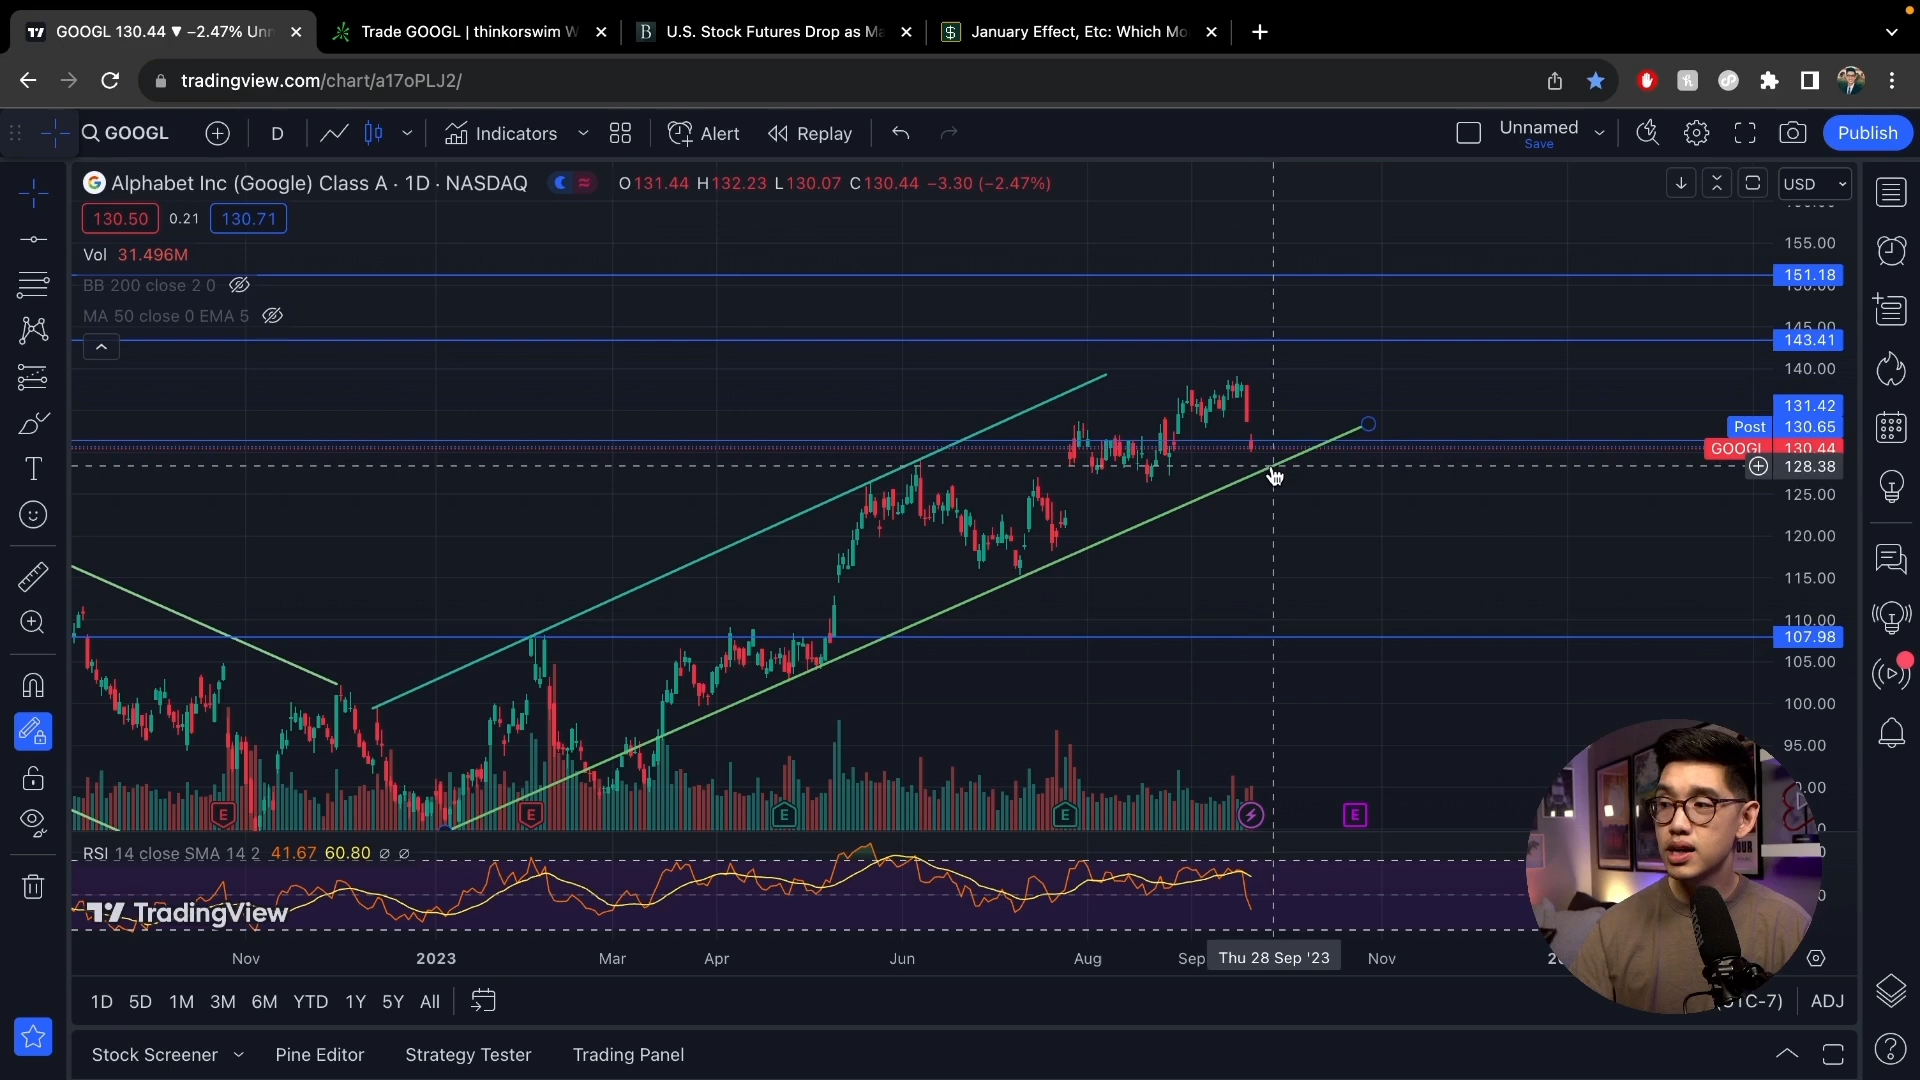 GOOGL 130.44 ▼ −2.47% Unn
Trade GOOGL | thinkorswim W
U.S. Stock Futures Drop as Ma
January Effect, Etc: Which Mo
tradingview.com/chart/a17oPLJ2/
GOOGL D Indicators Alert Replay Unnamed Save Publish
Alphabet Inc (Google) Class A · 1D · NASDAQ O131.44 H132.23 L130.07 C130.44 −3.30 (−2.47%) USD
130.50 0.21 130.71
Vol 31.496M
BB 200 close 2 0
MA 50 close 0 EMA 5
155.00
151.18
145.00
143.41
140.00
131.42
Post 130.65
GOOGL 130.44
128.38
125.00
120.00
115.00
110.00
107.98
105.00
100.00
95.00
E E E E E
RSI 14 close SMA 14 2 41.67 60.80 ∅ ∅
TradingView
Nov 2023 Mar Apr Jun Aug Sep Thu 28 Sep '23 Nov
1D 5D 1M 3M 6M YTD 1Y 5Y All ADJ
Stock Screener Pine Editor Strategy Tester Trading Panel